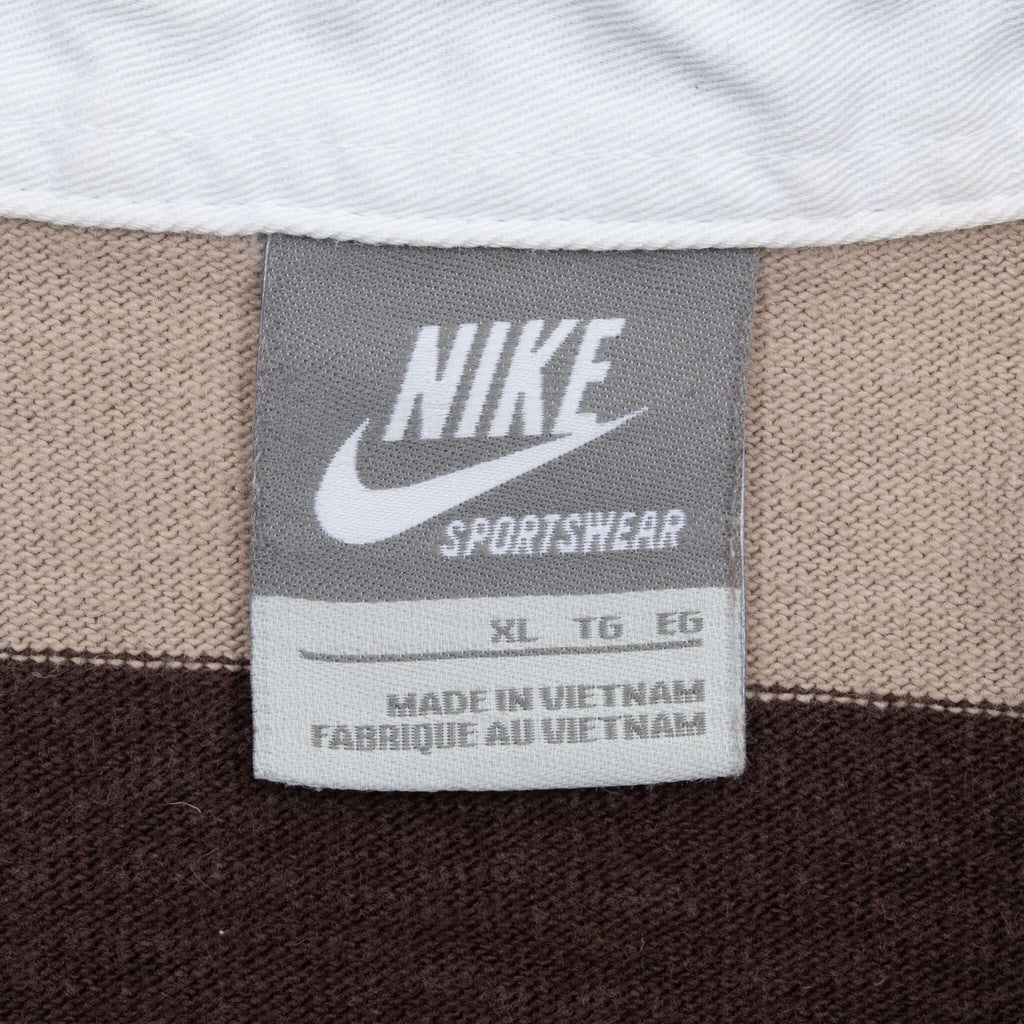 NIKE
SPORTSWEAR
XL TG EG
MADE IN VIETNAM
FABRIQUE AU VIETNAM